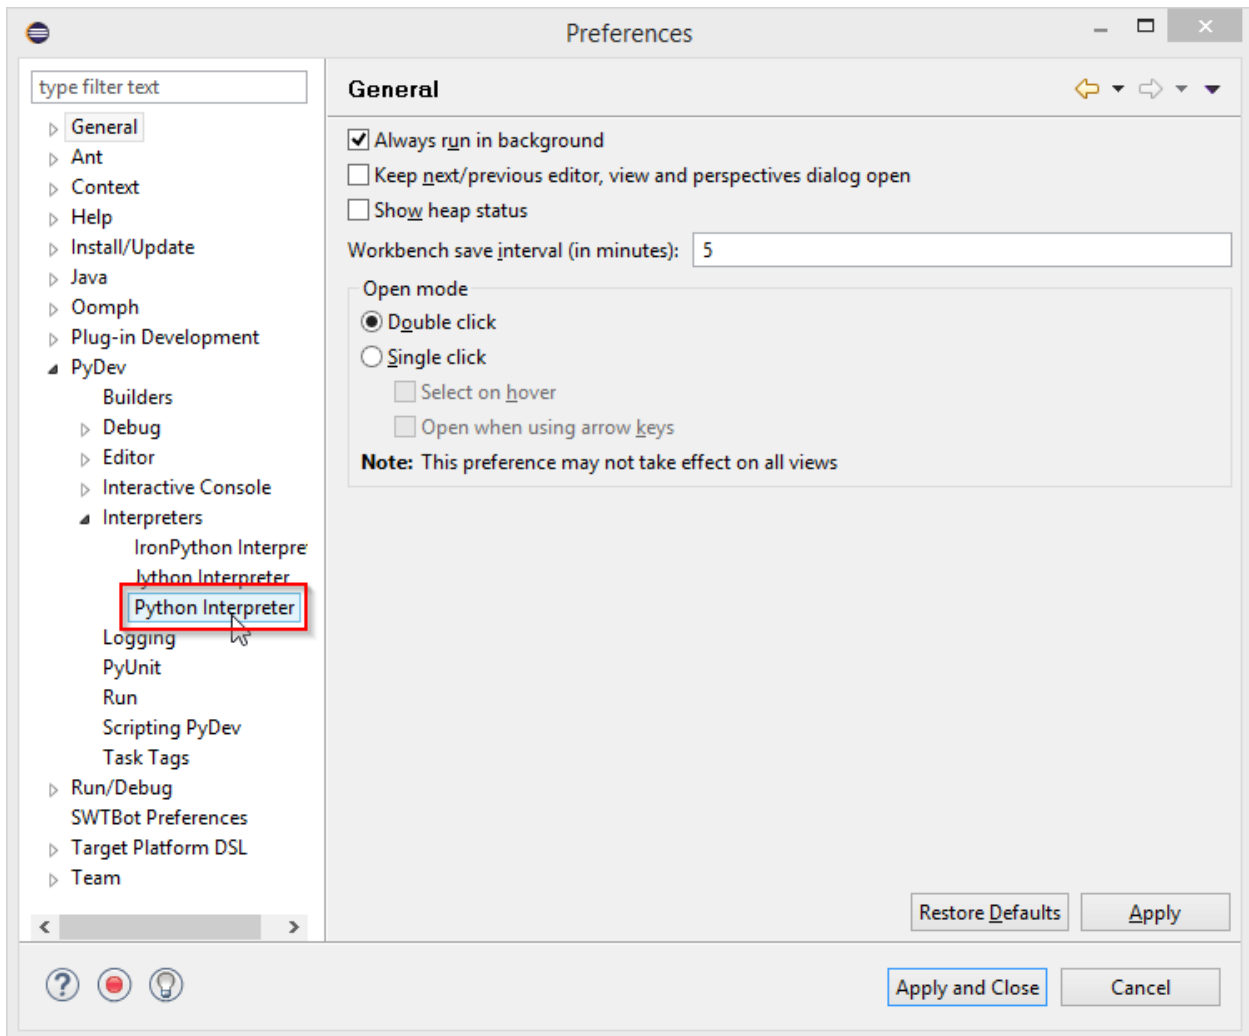 Preferences
type filter text
General
Ant
Context
Help
Install/Update
Java
Oomph
Plug-in Development
PyDev
Builders
Debug
Editor
Interactive Console
Interpreters
IronPython Interpre
Jython Interpreter
Python Interpreter
Logging
PyUnit
Run
Scripting PyDev
Task Tags
Run/Debug
SWTBot Preferences
Target Platform DSL
Team
General
Always run in background
Keep next/previous editor, view and perspectives dialog open
Show heap status
Workbench save interval (in minutes): 5
Open mode
Double click
Single click
Select on hover
Open when using arrow keys
Note: This preference may not take effect on all views
Restore Defaults Apply
Apply and Close Cancel